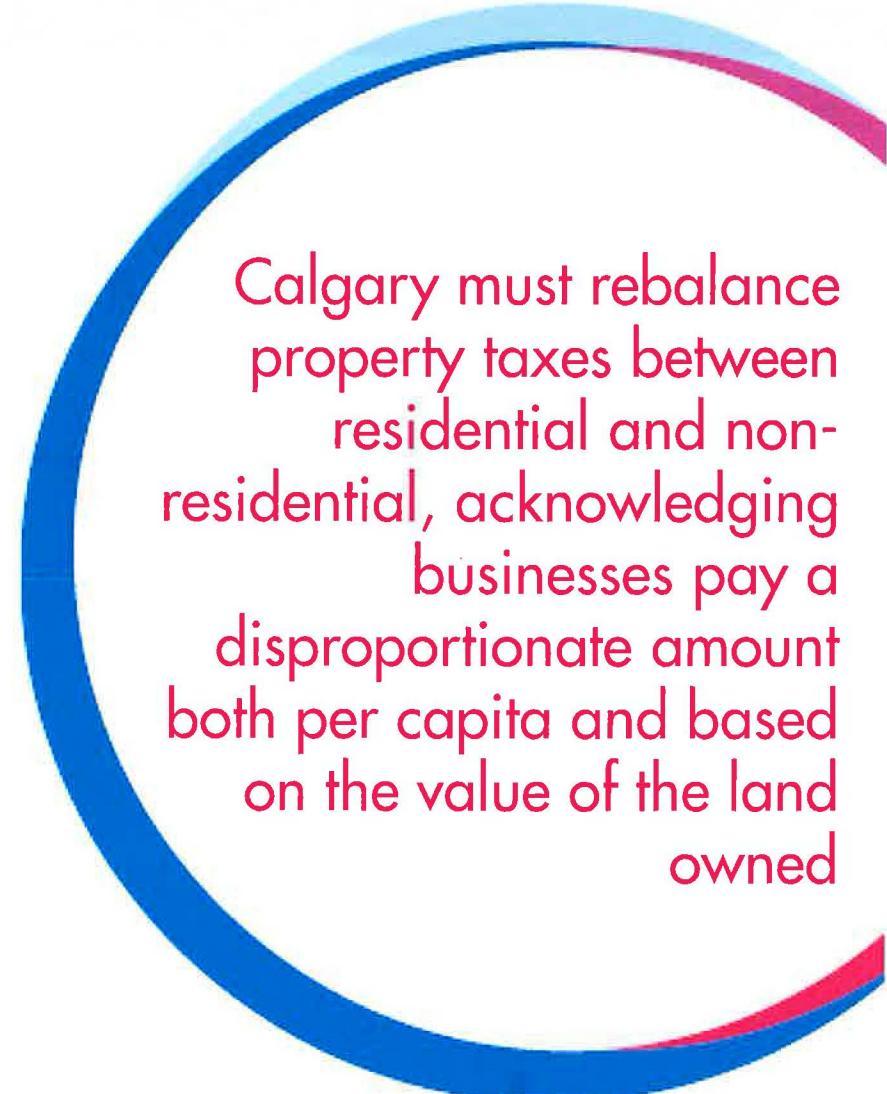 Calgary must rebalance
property taxes between
residential and non-
residential, acknowledging
businesses pay a
disproportionate amount
both per capita and based
on the value of the land
owned